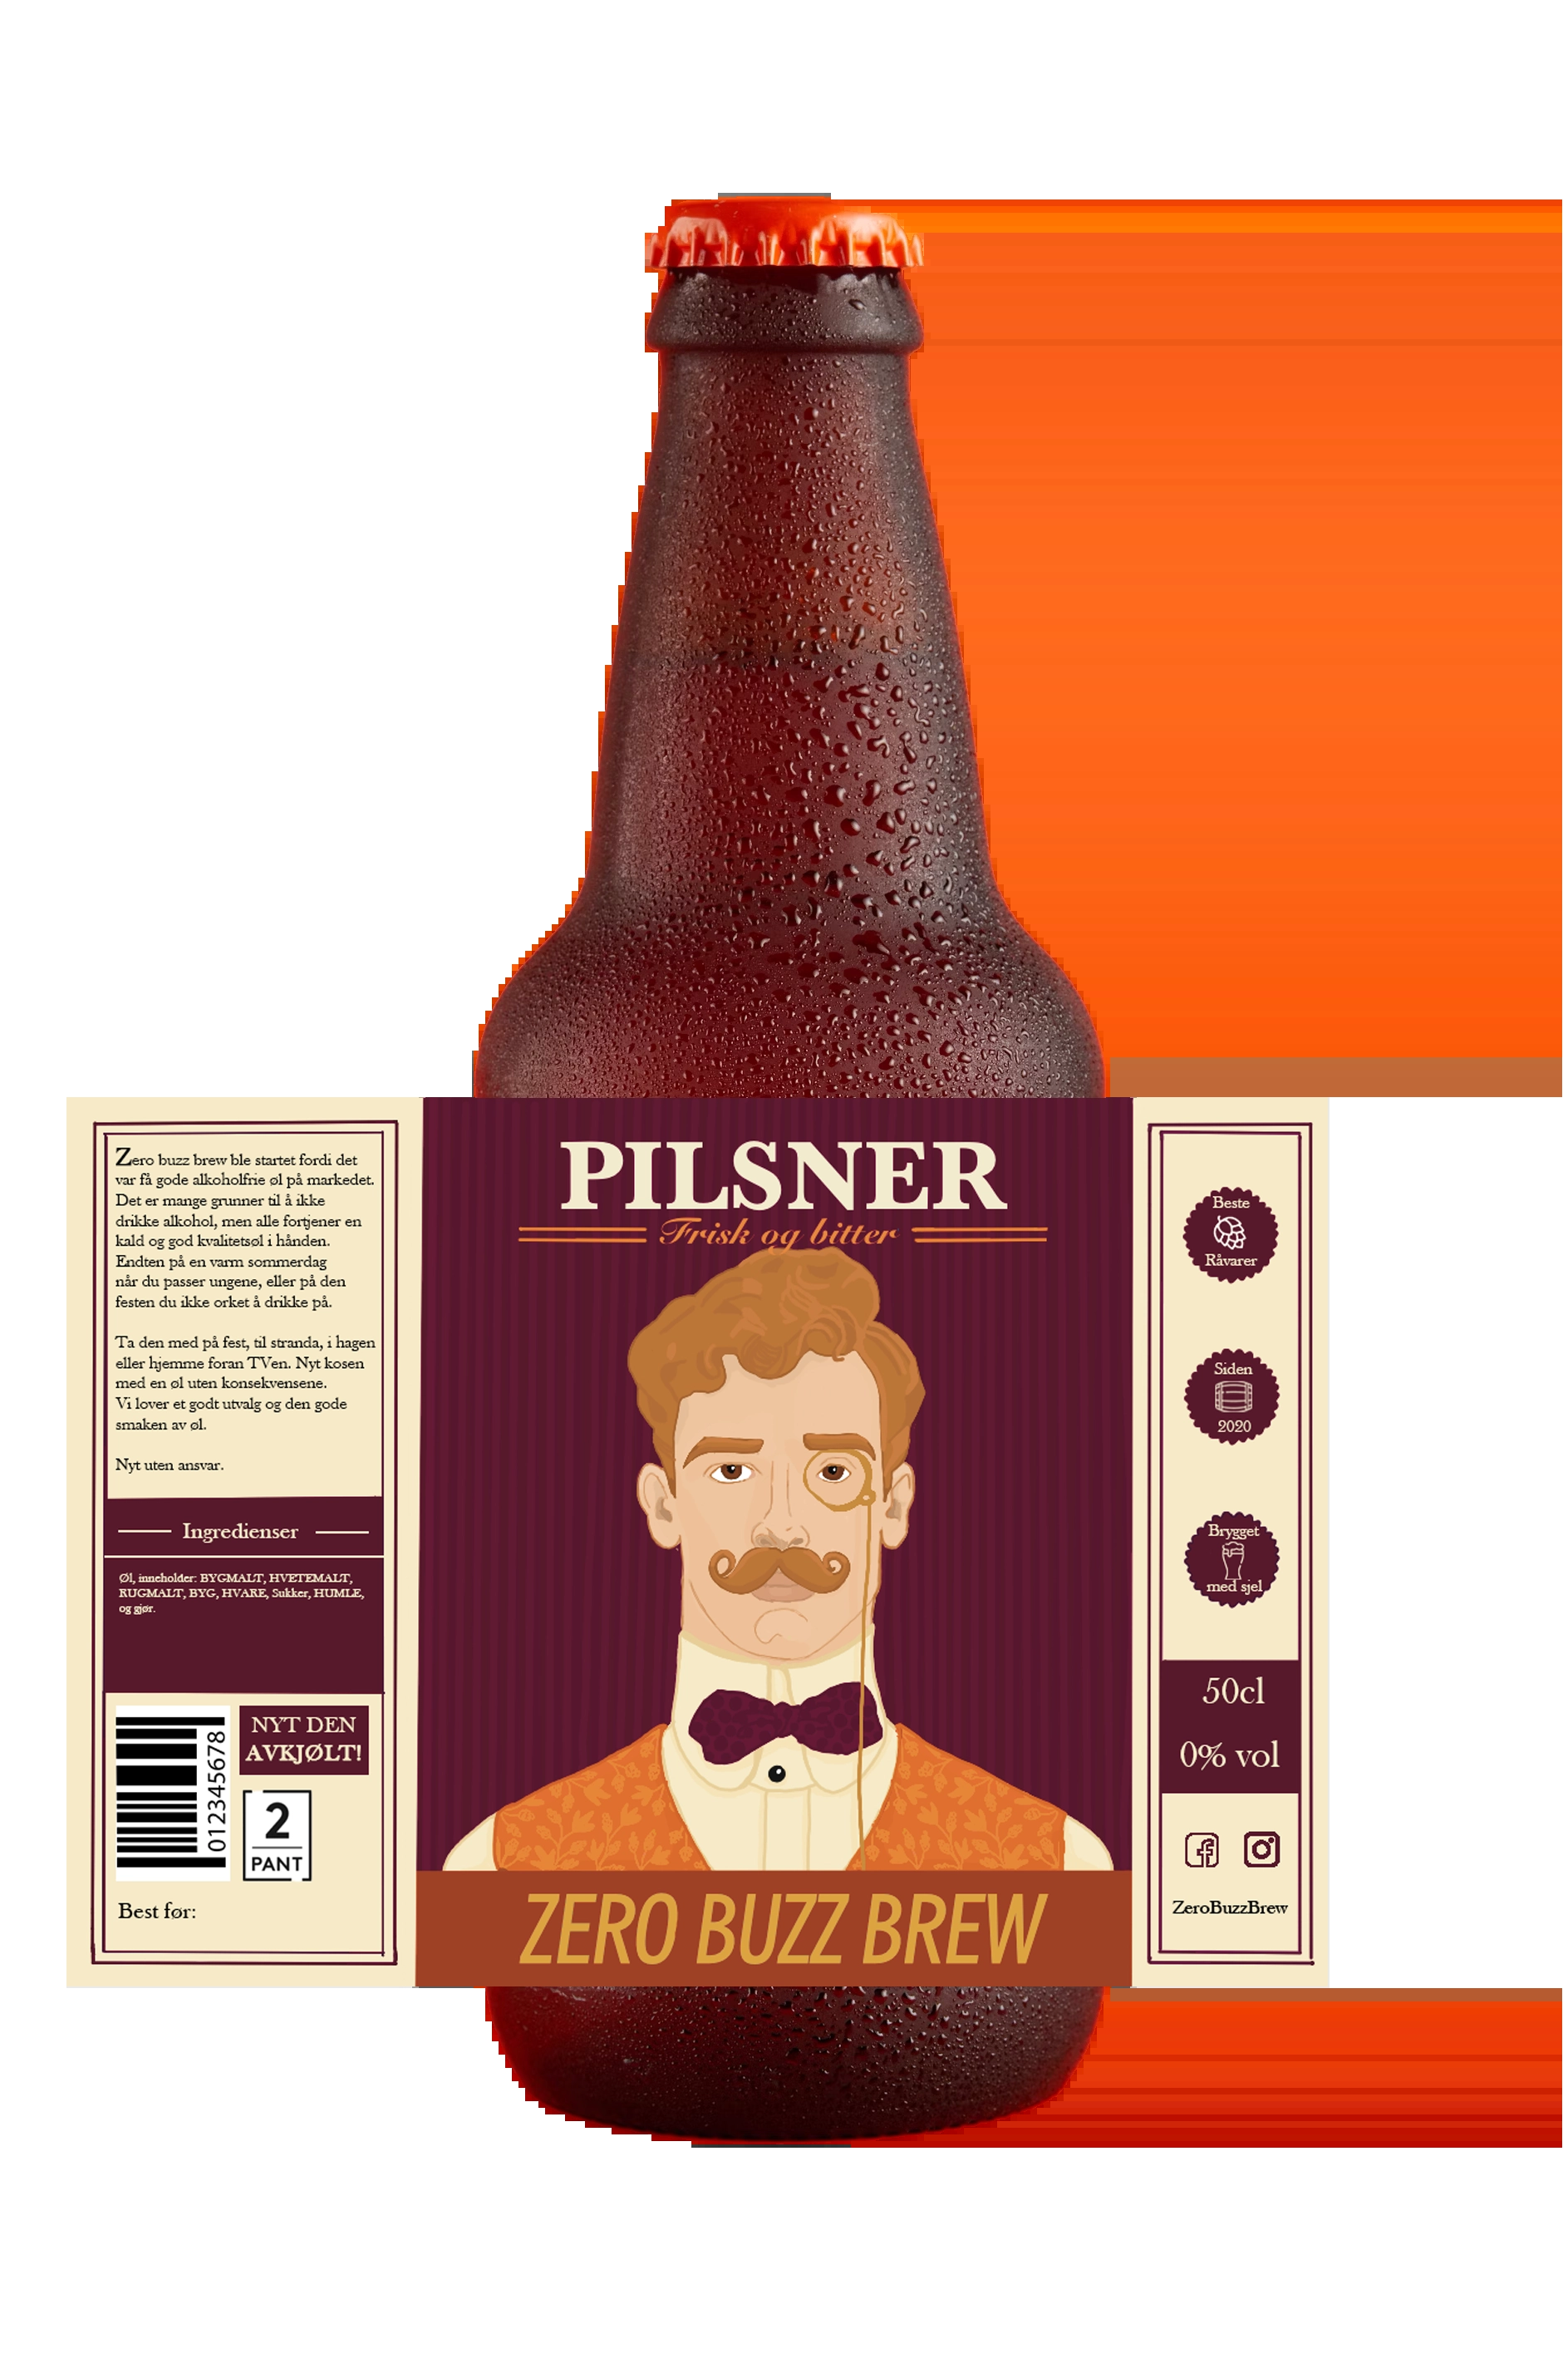 PILSNER
Frisk og bitter
ZERO BUZZ BREW
Zero buzz brew ble startet fordi det
var få gode alkoholfrie øl på markedet.
Det er mange grunner til å ikke
drikke alkohol, men alle fortjener en
kald og god kvalitetsøl i hånden.
Endten på en varm sommerdag
når du passer ungene, eller på den
festen du ikke orket å drikke på.
Ta den med på fest, til stranda, i hagen
eller hjemme foran TVen. Nyt kosen
med en øl uten konsekvensene.
Vi lover et godt utvalg og den gode
smaken av øl.
Nyt uten ansvar.
Ingredienser
Øl, inneholder: BYGMALT, HVETEMALT,
RUGMALT, BYG, HVARE, Sukker, HUMLE,
og gjør.
012345678
NYT DEN
AVKJØLT!
2
PANT
Best før:
Beste
Råvarer
Siden
2020
Brygget
med sjel
50cl
0% vol
ZeroBuzzBrew